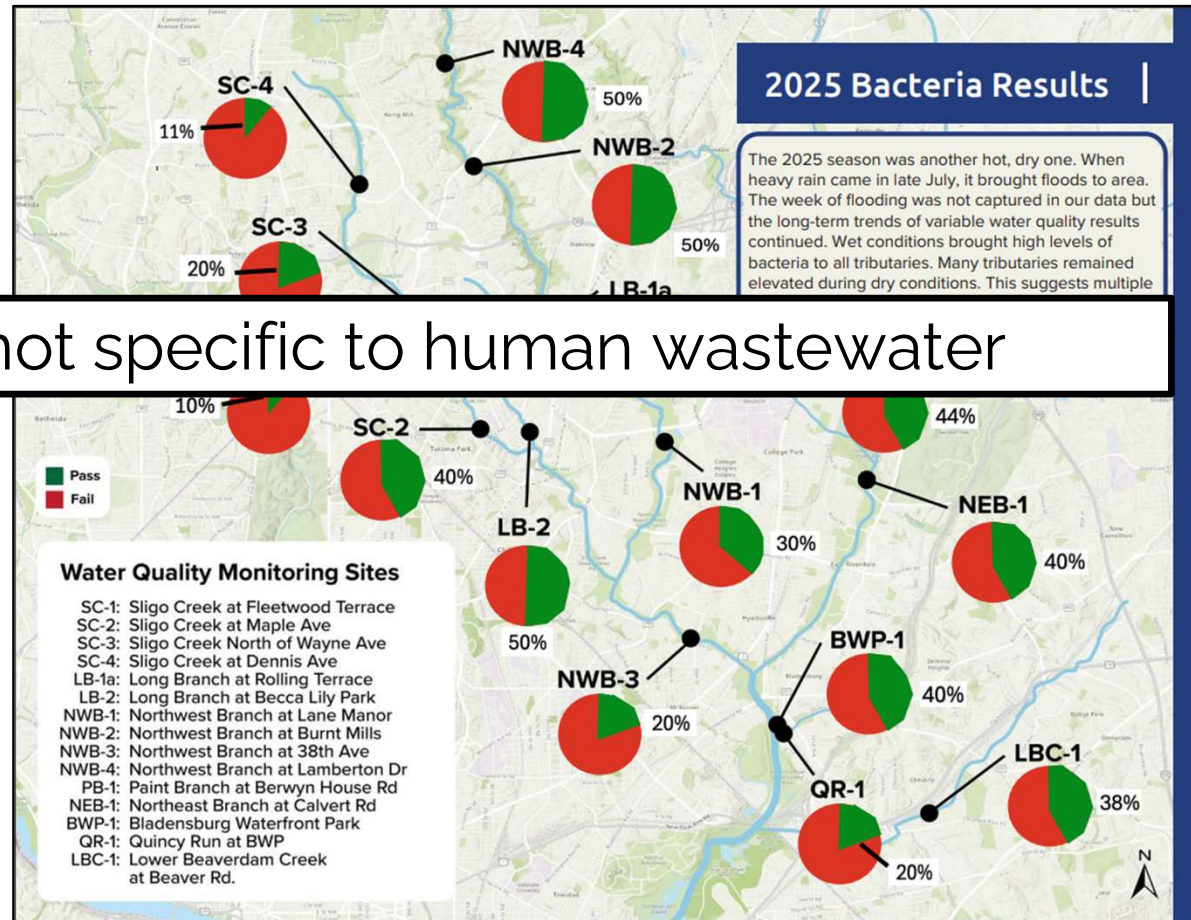 NWB-4
SC-4
50%
11%
NWB-2
50%
SC-3
20%
LB-1a
2025 Bacteria Results |
The 2025 season was another hot, dry one. When
heavy rain came in late July, it brought floods to area.
The week of flooding was not captured in our data but
the long-term trends of variable water quality results
continued. Wet conditions brought high levels of
bacteria to all tributaries. Many tributaries remained
elevated during dry conditions. This suggests multiple
not specific to human wastewater
10%
SC-2
40%
44%
Pass
Fail
NWB-1
30%
NEB-1
40%
LB-2
50%
Water Quality Monitoring Sites
SC-1: Sligo Creek at Fleetwood Terrace
SC-2: Sligo Creek at Maple Ave
SC-3: Sligo Creek North of Wayne Ave
SC-4: Sligo Creek at Dennis Ave
LB-1a: Long Branch at Rolling Terrace
LB-2: Long Branch at Becca Lily Park
NWB-1: Northwest Branch at Lane Manor
NWB-2: Northwest Branch at Burnt Mills
NWB-3: Northwest Branch at 38th Ave
NWB-4: Northwest Branch at Lamberton Dr
PB-1: Paint Branch at Berwyn House Rd
NEB-1: Northeast Branch at Calvert Rd
BWP-1: Bladensburg Waterfront Park
QR-1: Quincy Run at BWP
LBC-1: Lower Beaverdam Creek
at Beaver Rd.
NWB-3
20%
BWP-1
40%
LBC-1
38%
QR-1
20%
N